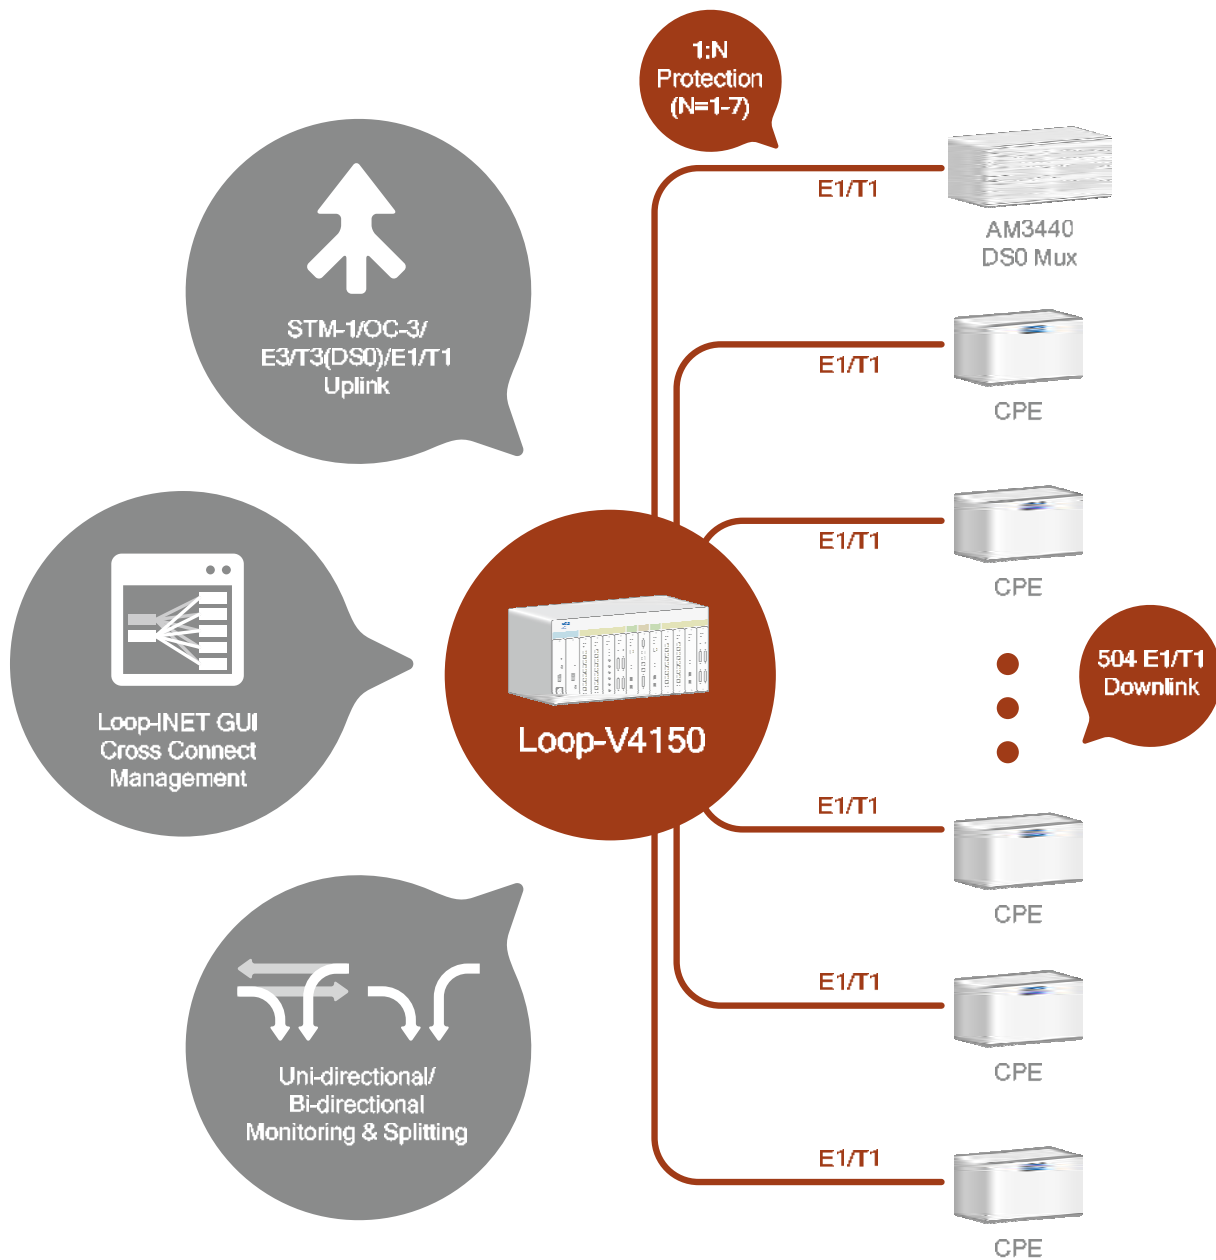 1:N
Protection
(N=1-7)
E1/T1
AM3440
DS0 Mux
STM-1/OC-3/
E3/T3(DS0)/E1/T1
Uplink
E1/T1
CPE
E1/T1
CPE
504 E1/T1
Downlink
Loop-iNET GUI
Cross Connect
Management
Loop-V4150
E1/T1
CPE
E1/T1
CPE
Uni-directional/
Bi-directional
Monitoring & Splitting
E1/T1
CPE